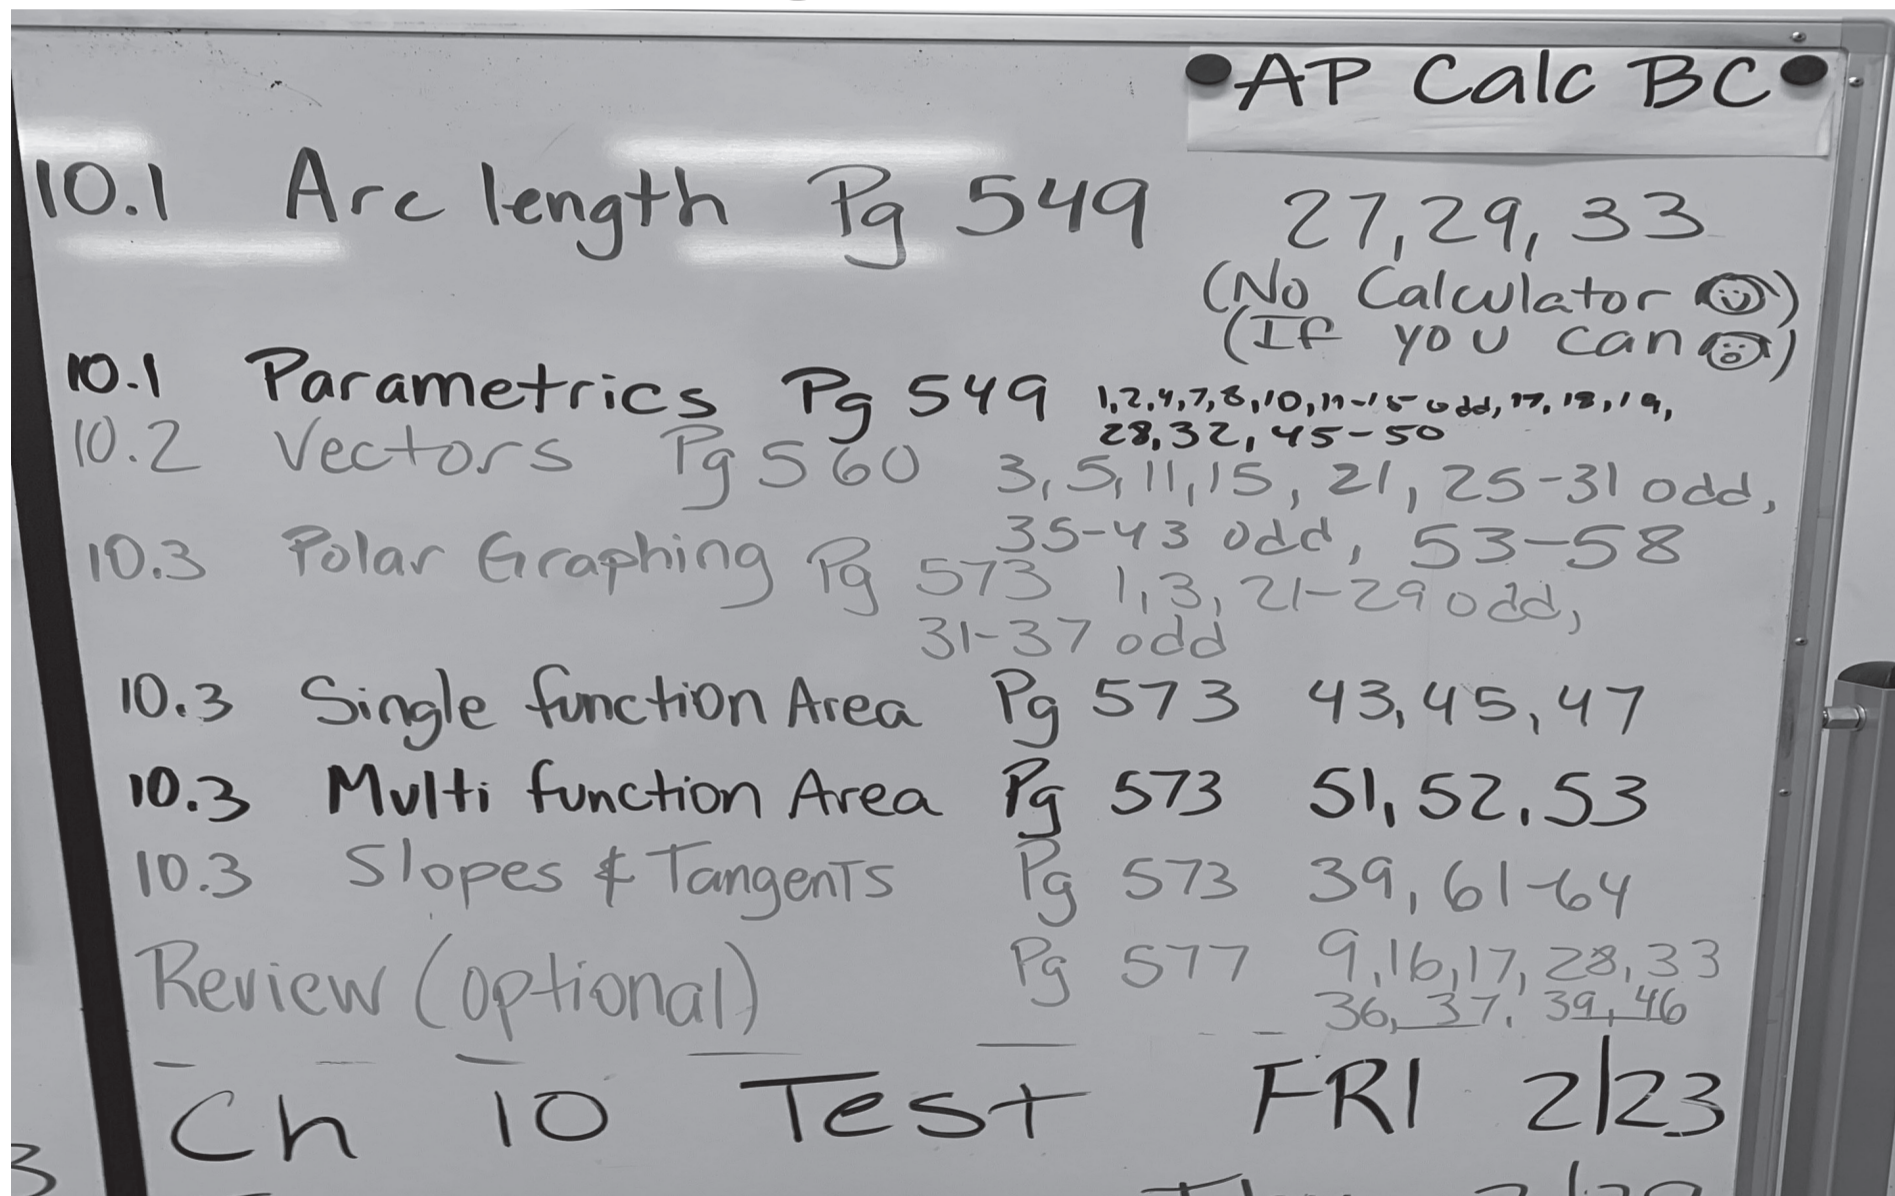 AP Calc BC
10.1 Arc length Pg 549 27, 29, 33
(No Calculator)
(If you can)
10.1 Parametrics Pg 549 1, 2, 4, 7, 8, 10, 11-15 odd, 17, 18, 19,
28, 32, 45-50
10.2 Vectors Pg 560 3, 5, 11, 15, 21, 25-31 odd,
35-43 odd, 53-58
10.3 Polar Graphing Pg 573 1, 3, 21-29 odd,
31-37 odd
10.3 Single function Area Pg 573 43, 45, 47
10.3 Multi function Area Pg 573 51, 52, 53
10.3 Slopes & Tangents Pg 573 39, 61-64
Review (optional) Pg 577 9, 16, 17, 28, 33
36, 37, 39, 46
Ch 10 Test FRI 2/23
3